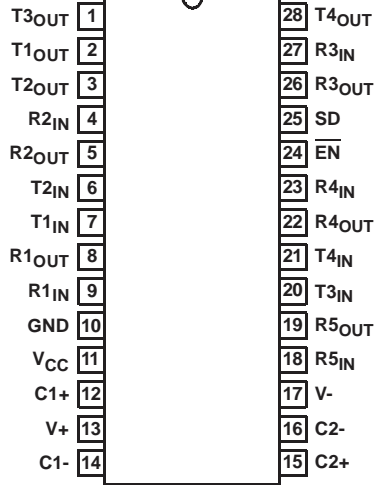 T3OUT 1 28 T4OUT
T1OUT 2 27 R3IN
T2OUT 3 26 R3OUT
R2IN 4 25 SD
R2OUT 5 24 EN
T2IN 6 23 R4IN
T1IN 7 22 R4OUT
R1OUT 8 21 T4IN
R1IN 9 20 T3IN
GND 10 19 R5OUT
VCC 11 18 R5IN
C1+ 12 17 V-
V+ 13 16 C2-
C1- 14 15 C2+